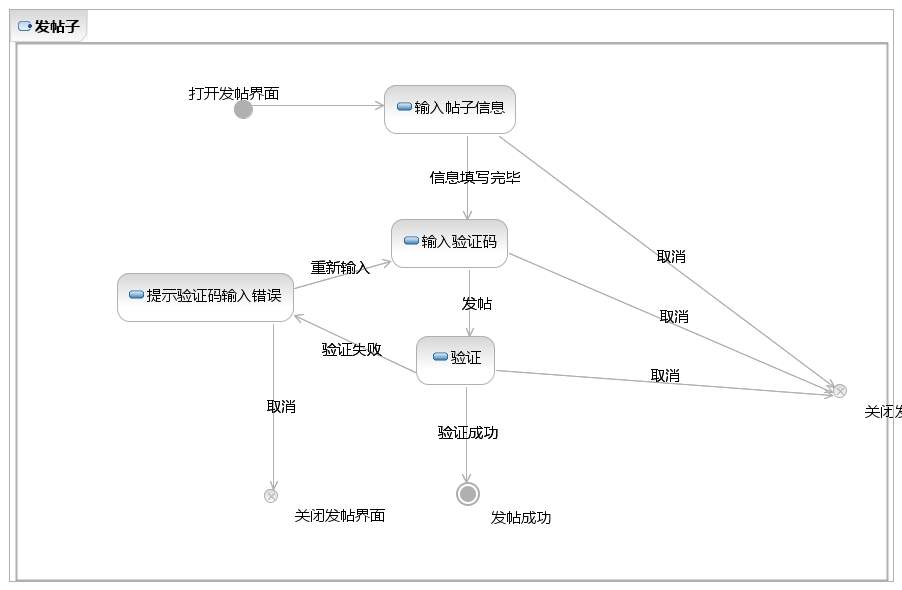 发帖子
打开发帖界面
输入帖子信息
信息填写完毕
输入验证码
取消
重新输入
提示验证码输入错误
发帖
取消
验证失败
验证
取消
关闭发
取消
验证成功
关闭发帖界面
发帖成功